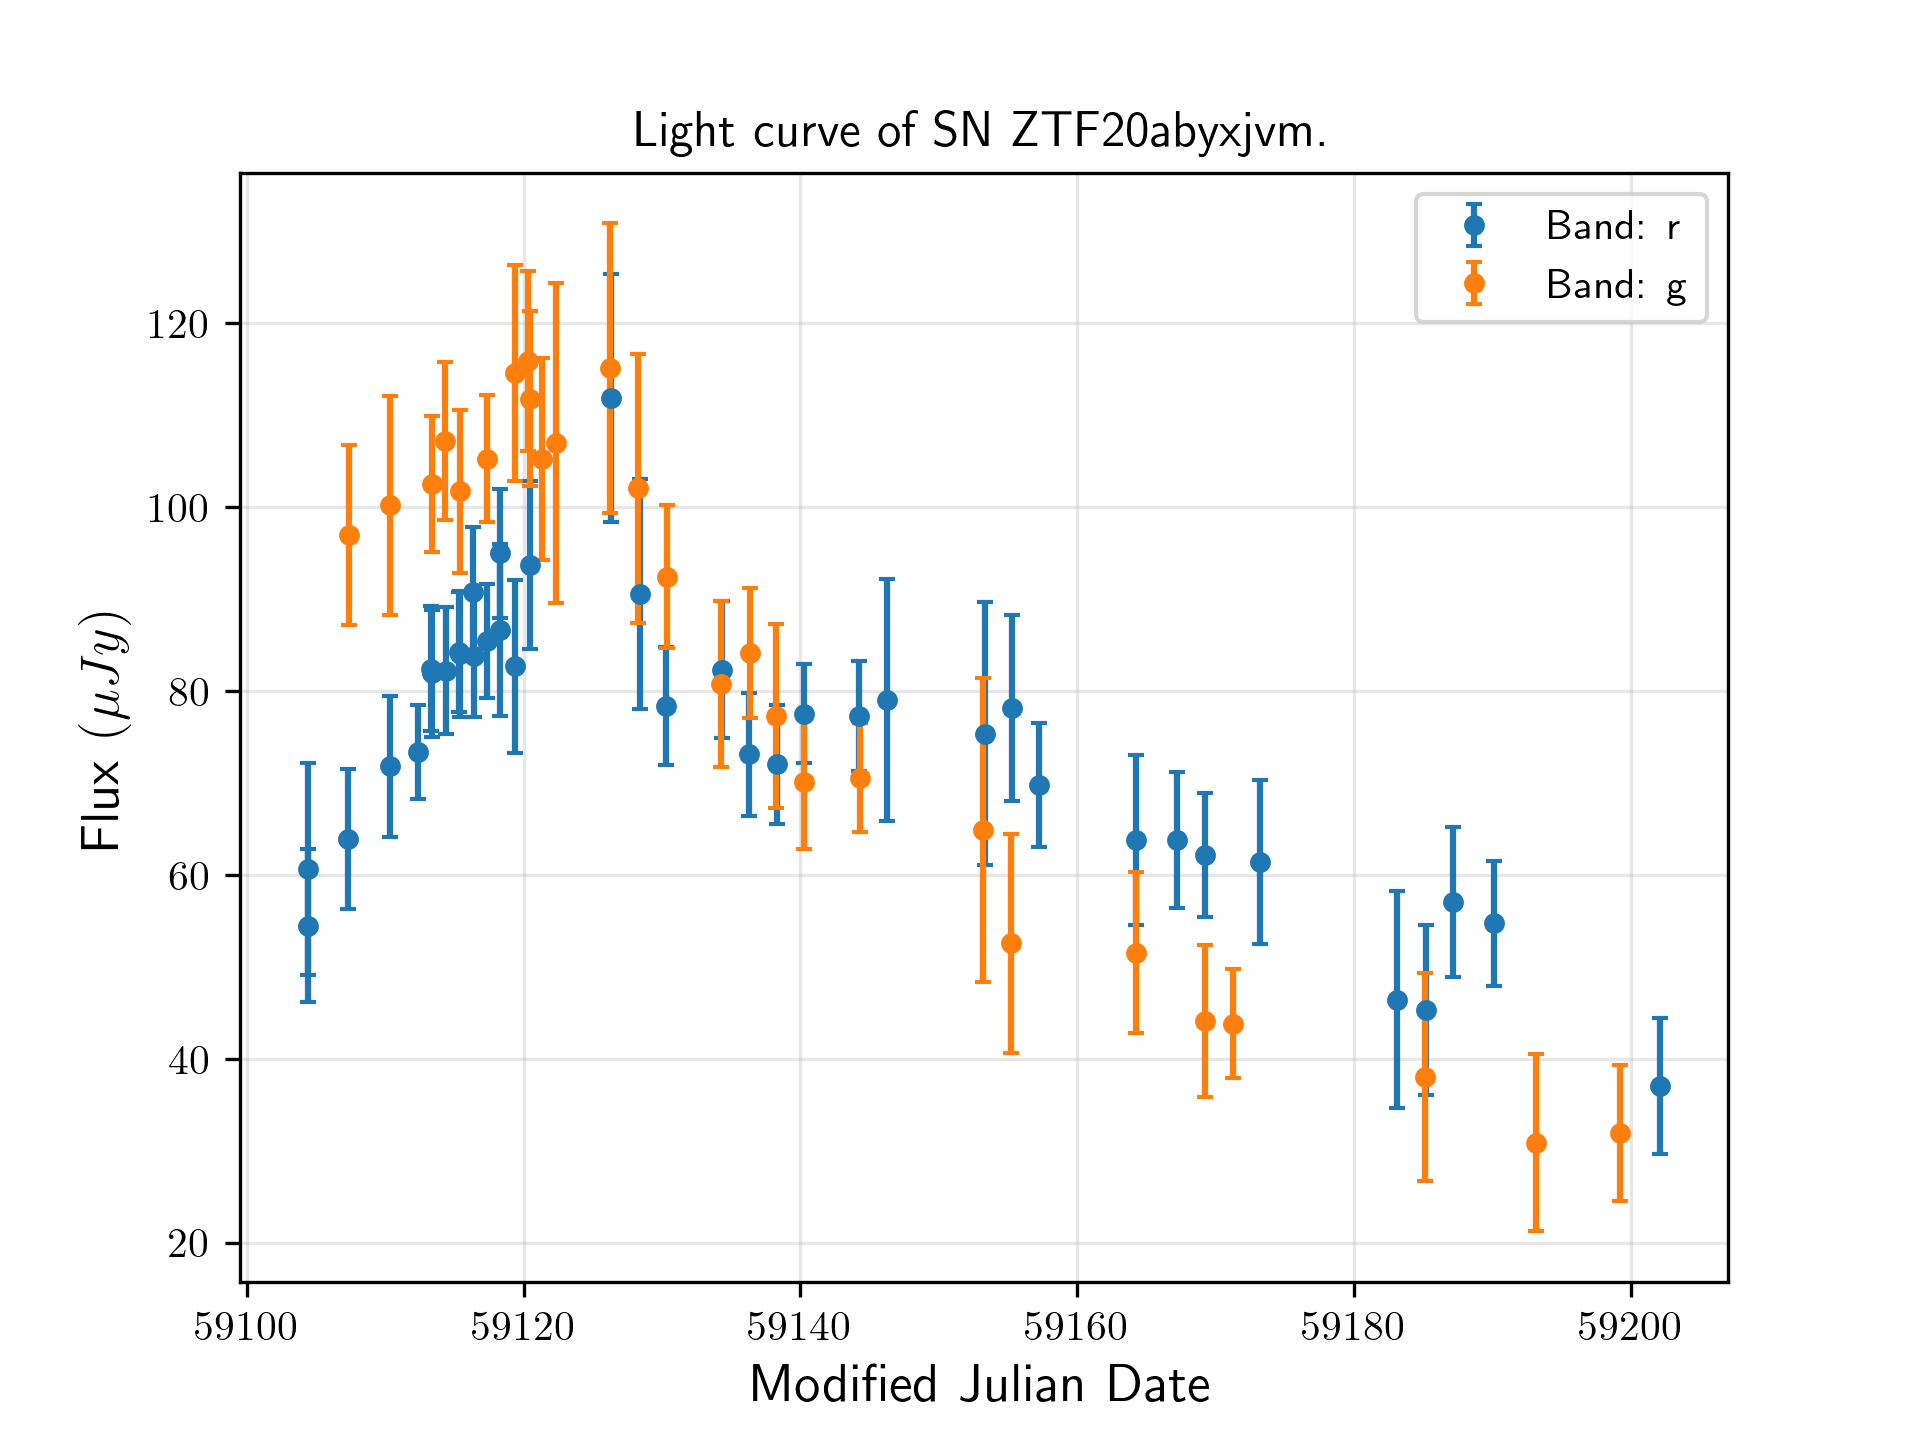 Light curve of SN ZTF20abyxjvm.
Band: r
Band: g
Flux (μJy)
120
100
80
60
40
20
59100 59120 59140 59160 59180 59200
Modified Julian Date